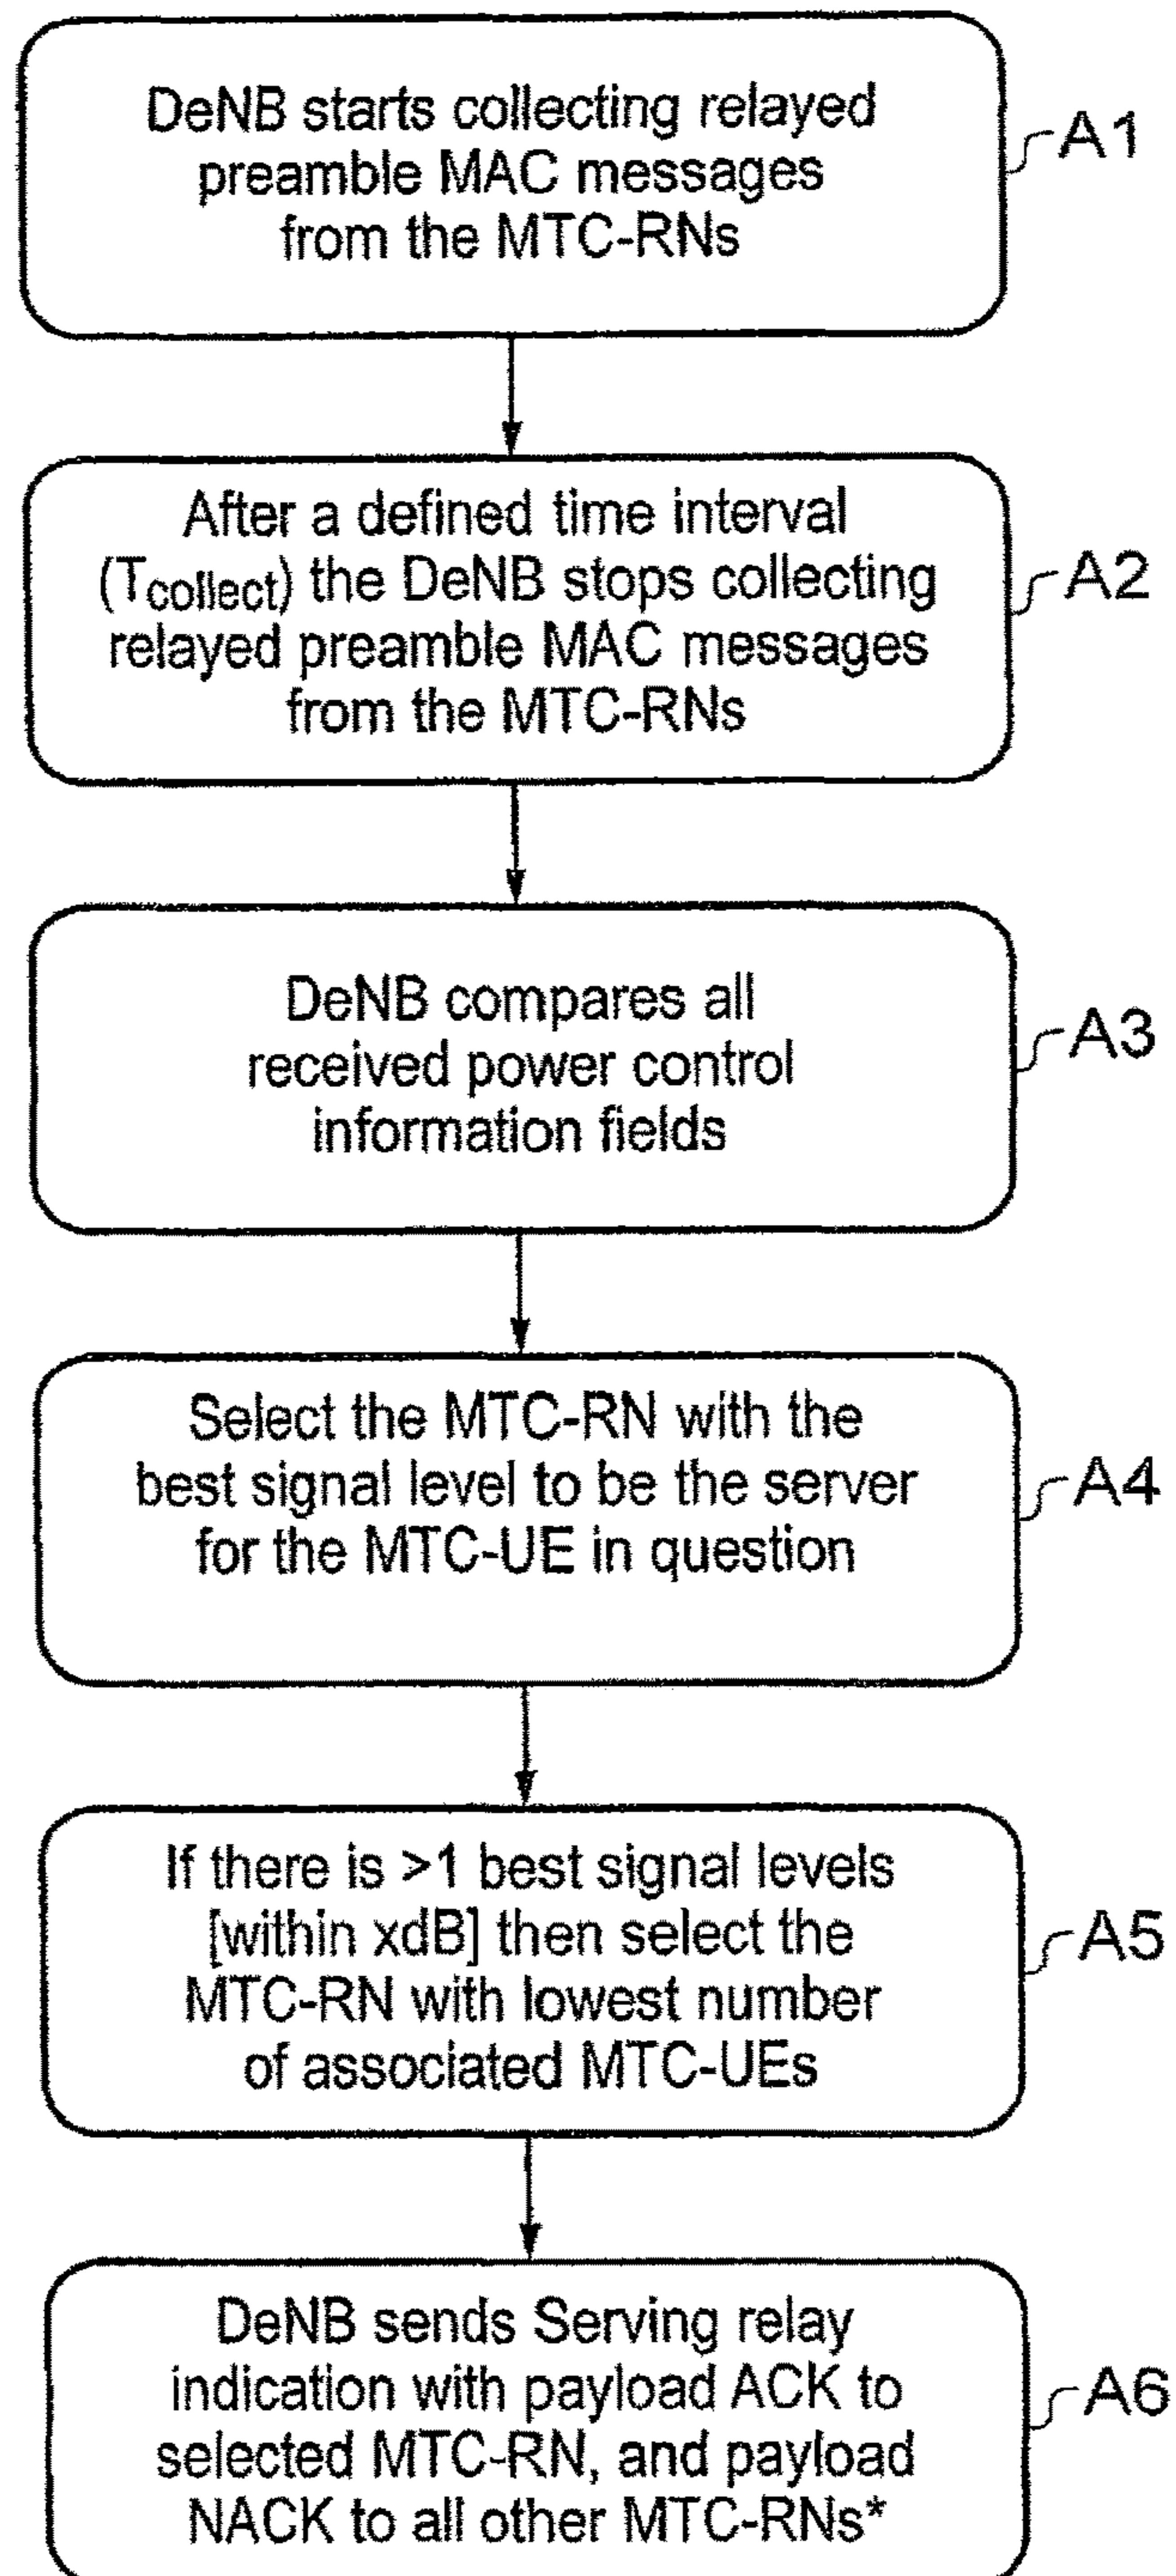 DeNB starts collecting relayed
preamble MAC messages
from the MTC-RNs
A1
After a defined time interval
(Tcollect) the DeNB stops collecting
relayed preamble MAC messages
from the MTC-RNs
A2
DeNB compares all
received power control
information fields
A3
Select the MTC-RN with the
best signal level to be the server
for the MTC-UE in question
A4
If there is >1 best signal levels
[within xdB] then select the
MTC-RN with lowest number
of associated MTC-UEs
A5
DeNB sends Serving relay
indication with payload ACK to
selected MTC-RN, and payload
NACK to all other MTC-RNs*
A6